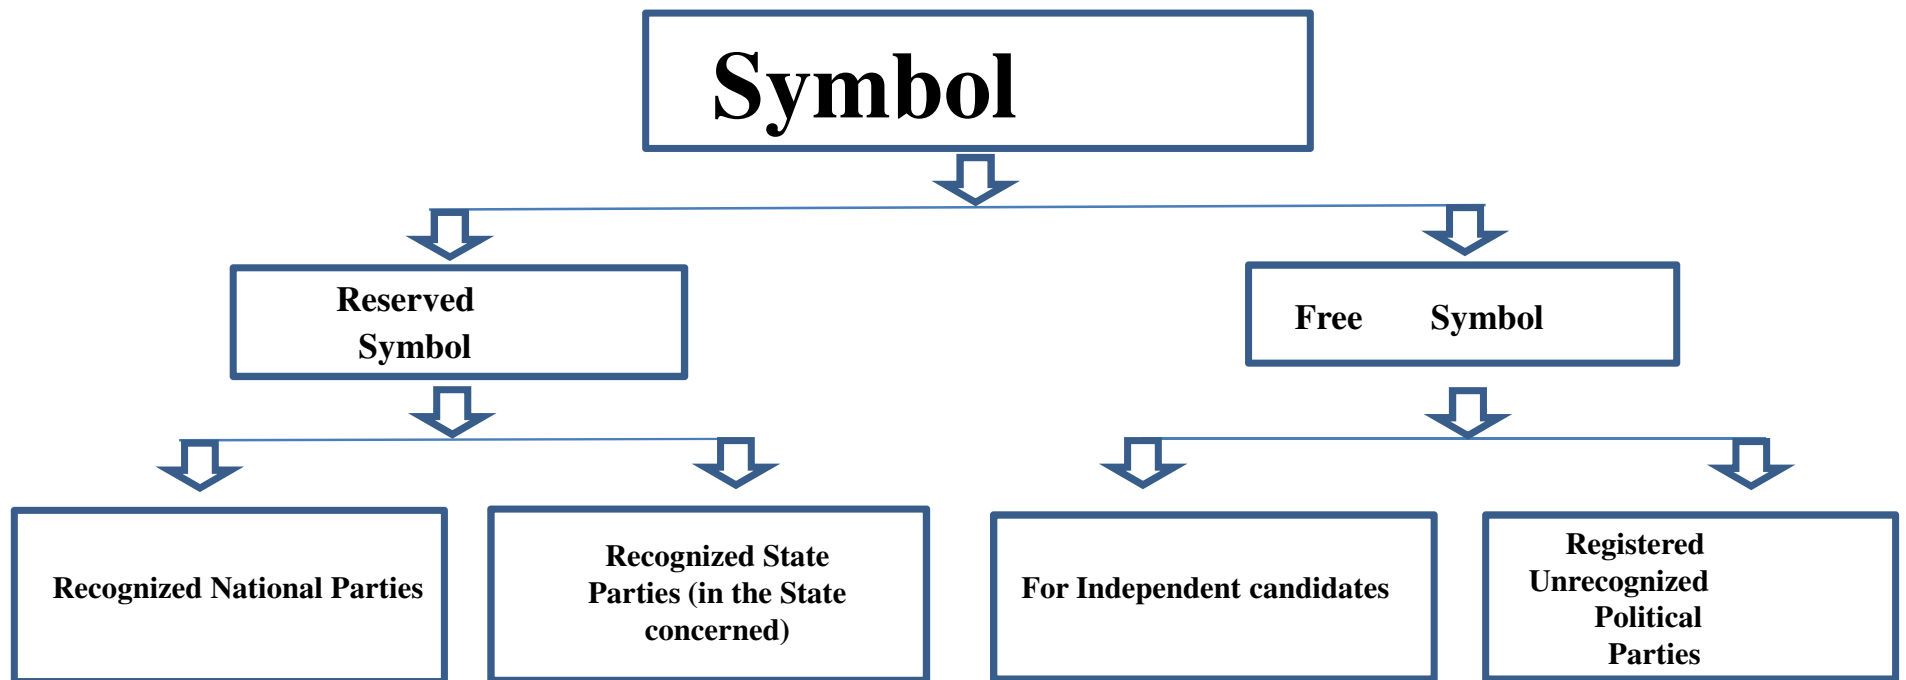 Symbol
Reserved
Symbol
Free Symbol
Recognized National Parties
Recognized State
Parties (in the State
concerned)
For Independent candidates
Registered
Unrecognized
Political
Parties